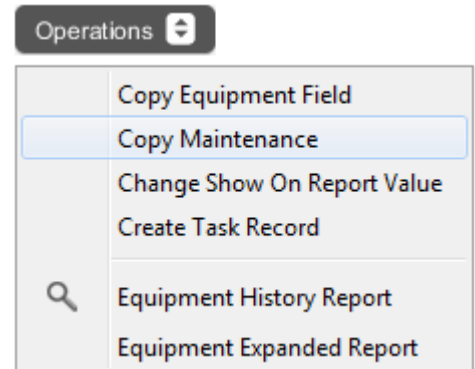 Operations
Copy Equipment Field
Copy Maintenance
Change Show On Report Value
Create Task Record
Equipment History Report
Equipment Expanded Report